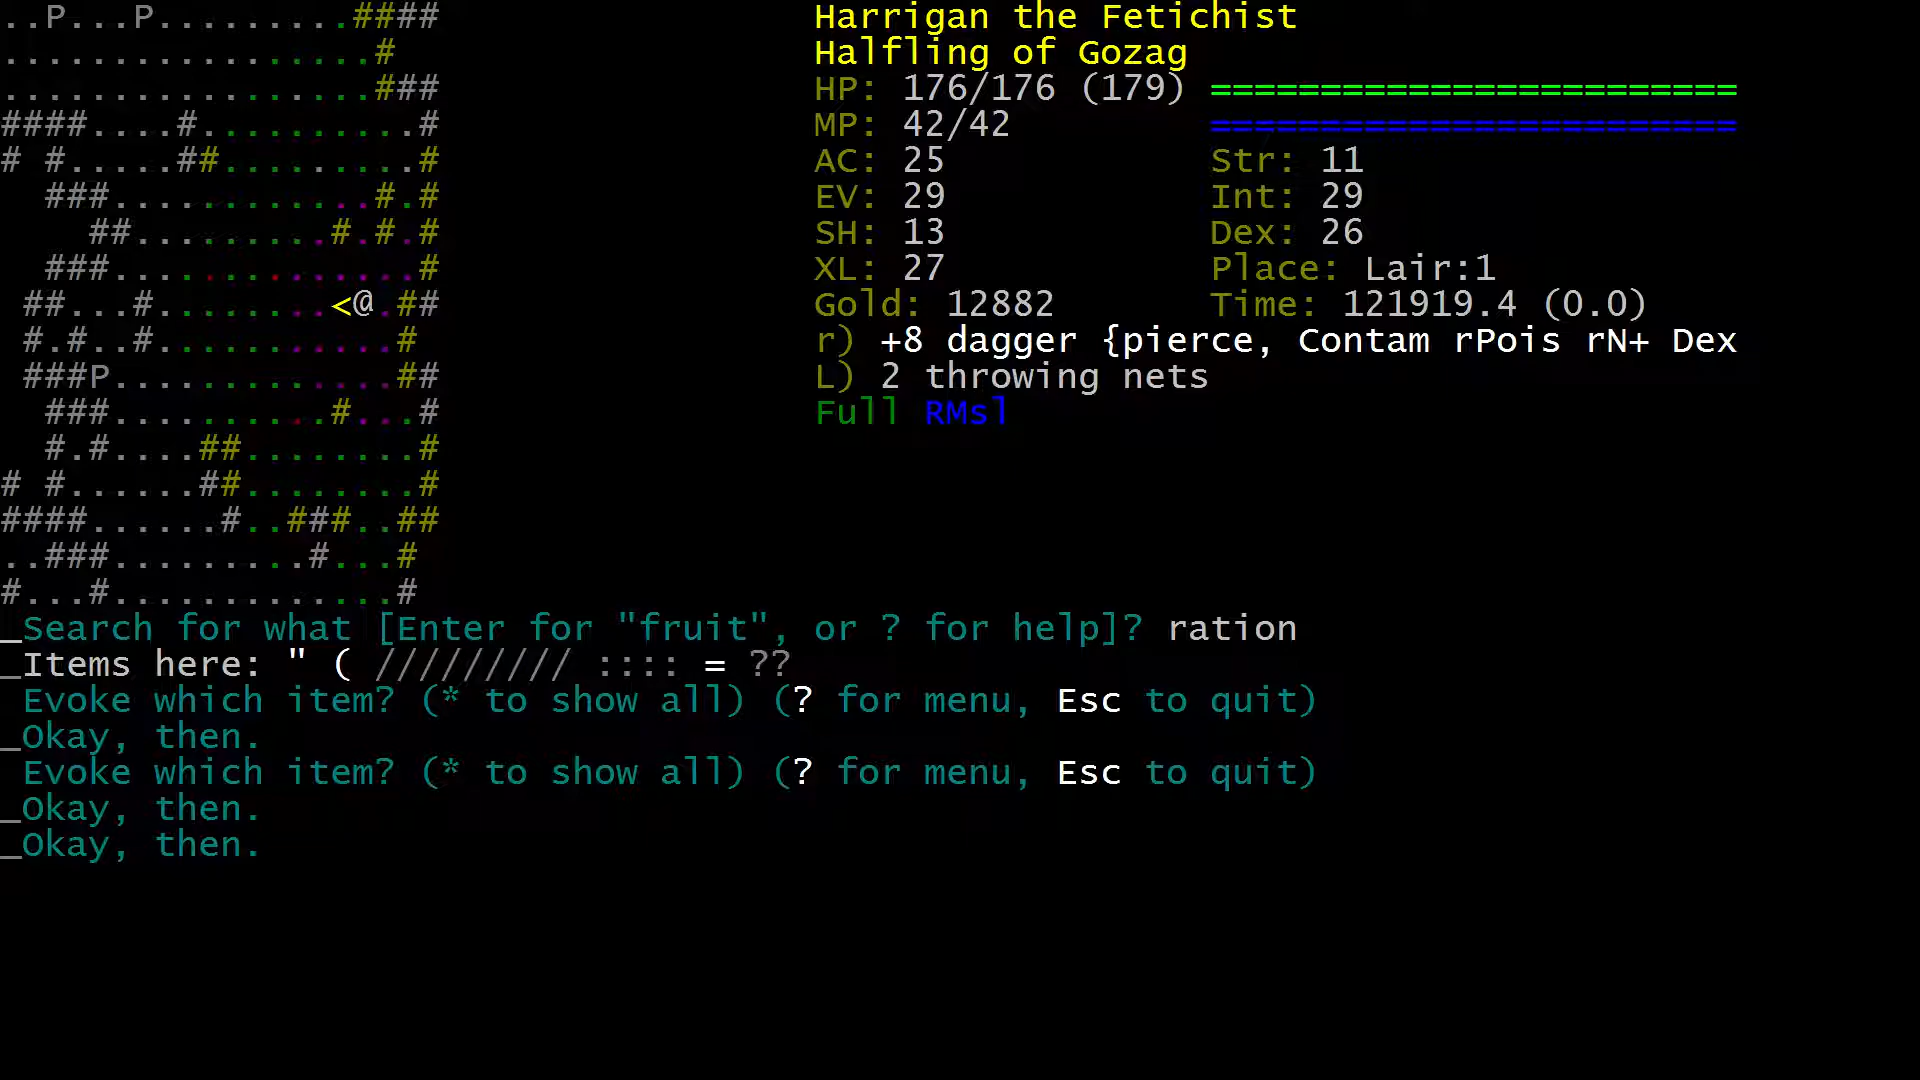 ..P...P.........####       Harrigan the Fetichist
.................#         Halfling of Gozag
.................###       HP: 176/176 (179) ========================
####....#..........#       MP: 42/42         ========================
# #.....##.........#       AC: 25            Str: 11
  ###............#.#       EV: 29            Int: 29
    ##.........#.#.#       SH: 13            Dex: 26
  ###..............#       XL: 27            Place: Lair:1
 ##...#........<@.##       Gold: 12882       Time: 121919.4 (0.0)
 #.#..#...........#        r) +8 dagger {pierce, Contam rPois rN+ Dex
 ###P.............##       L) 2 throwing nets
  ###..........#...#       Full RMsl
  #.#....##........#
# #......##........#
####......#..###..##
..###.........#...#
#...#.............#
_Search for what [Enter for "fruit", or ? for help]? ration
_Items here: " ( ///////// :::: = ??
Evoke which item? (* to show all) (? for menu, Esc to quit)
_Okay, then.
Evoke which item? (* to show all) (? for menu, Esc to quit)
_Okay, then.
_Okay, then.